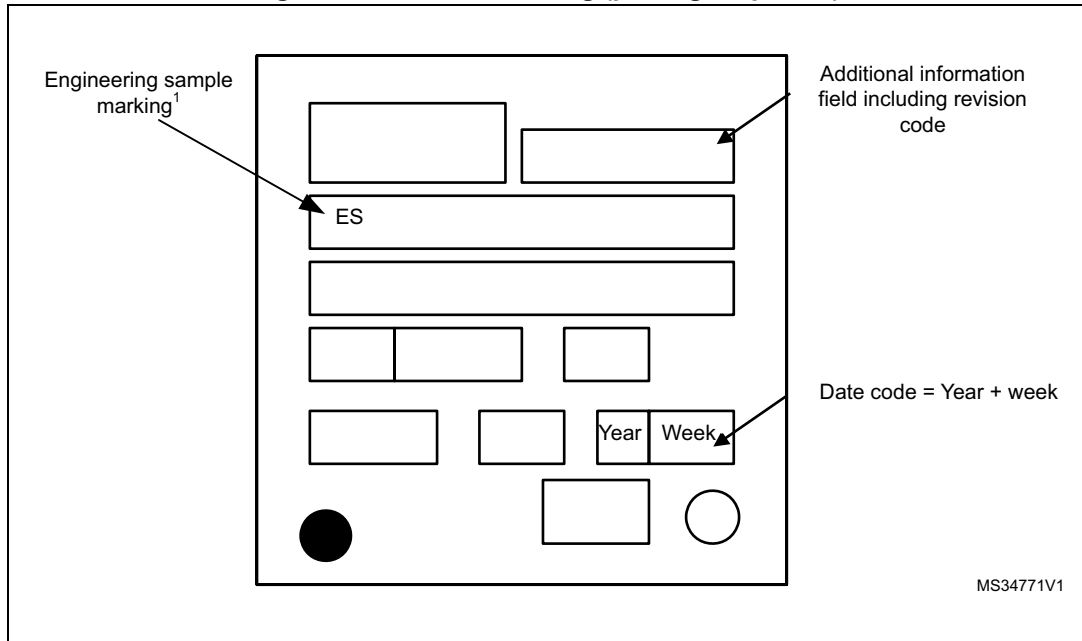 Engineering sample
marking1
Additional information
field including revision
code
ES
Year Week
Date code = Year + week
MS34771V1